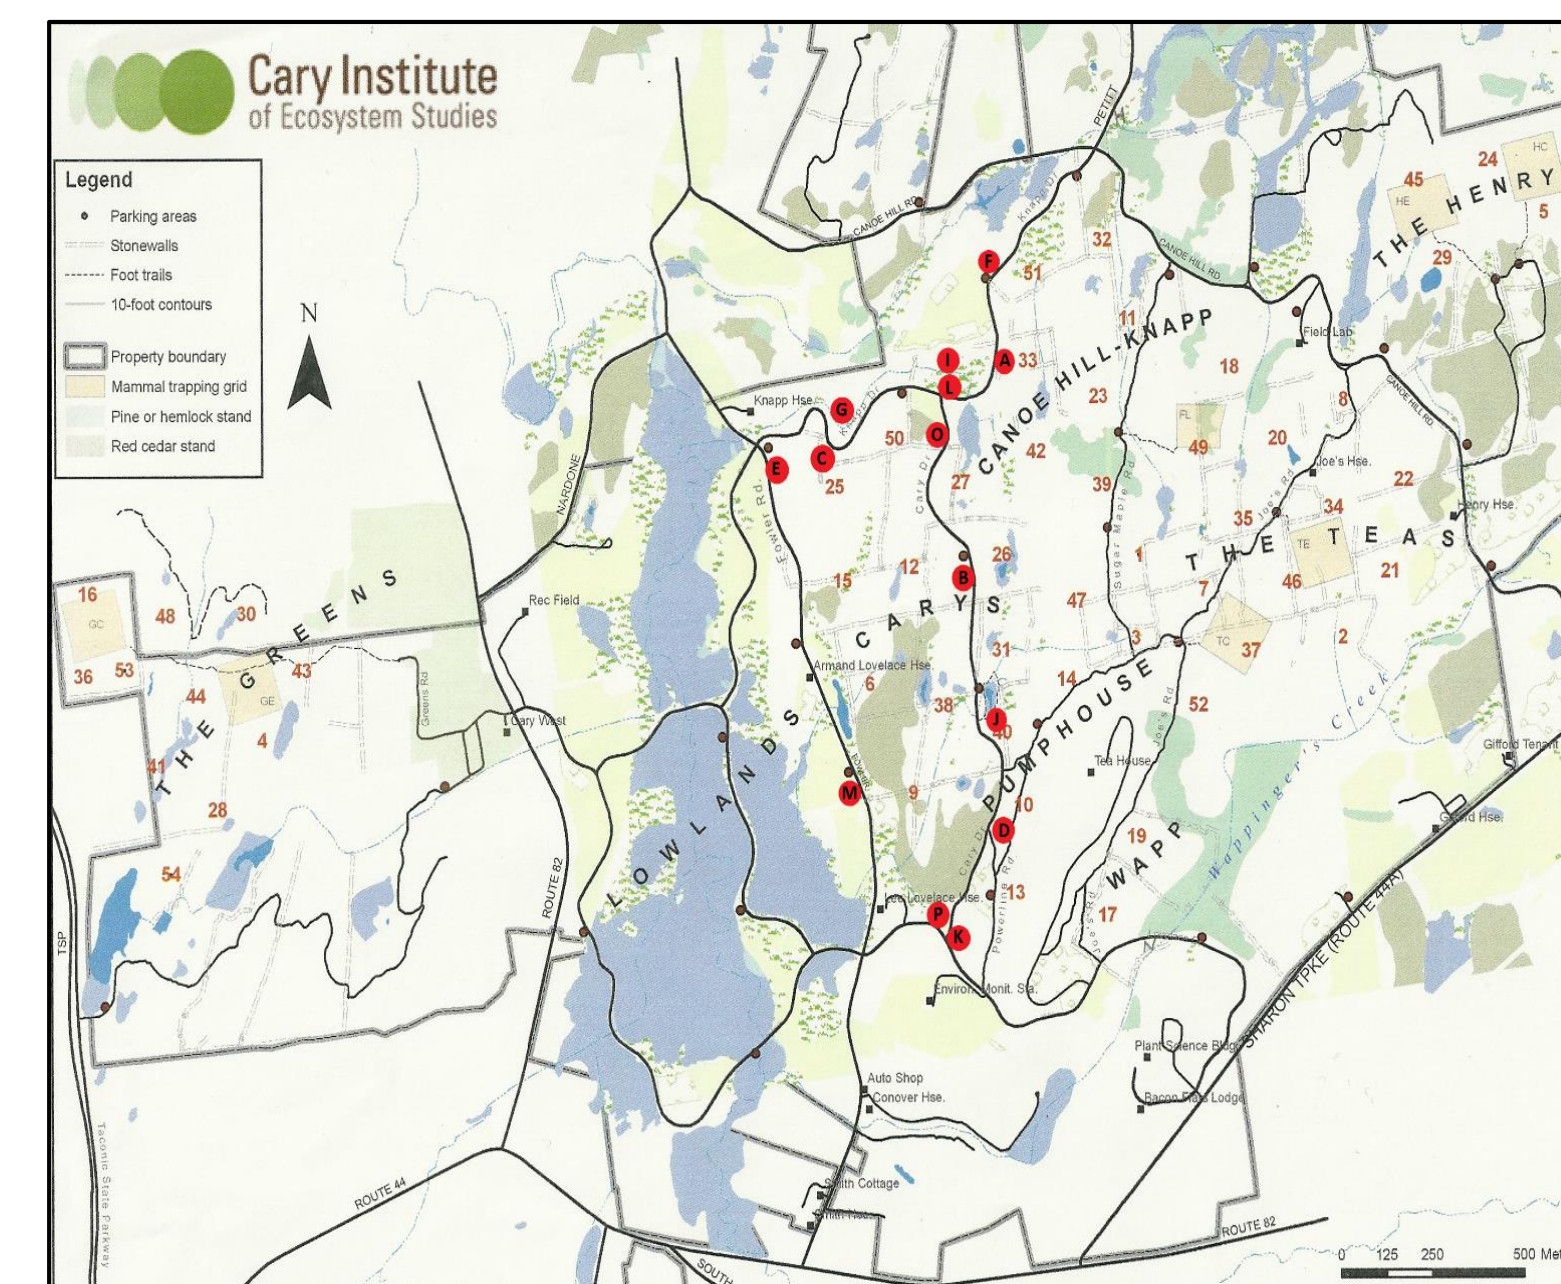 Cary Institute
of Ecosystem Studies
Legend
Parking areas
Stonewalls
Foot trails
10-foot contours
Property boundary
Mammal trapping grid
Pine or hemlock stand
Red cedar stand
N
PETTIT
CANOE HILL RD
Knapp Dr
CANOE HILL RD
24
HC
45
HE
THE HENRY
5
29
32
F
51
11
CANOE HILL-KNAPP
Field Lab
I
A
33
L
18
23
8
CANOE HILL RD
Knapp Hse.
G
Knapp Dr
50
O
FL
49
20
42
C
E
25
Cary Dr
27
39
Joe's Hse.
22
NARDONE
Fowler Rd
Sugar Maple Rd
Joe's Rd
35
34
Henry Hse.
TE
THE TEAS
26
12
15
B
1
46
21
7
47
CARYS
16
GC
48
30
Rec Field
THE GREENS
36
53
43
44
GE
4
41
28
54
Greens Rd
Cary West
31
3
TC
37
2
Armand Lovelace Hse.
6
14
38
52
J
40
PUMPHOUSE
Joe's Rd
Tea House
Wappinger's Creek
Gifford Tenant
LOWLANDS
M
9
10
D
19
WAPP
Cary Dr
13
Powerline Rd
Joe's Rd
17
P
K
ROUTE 82
TSP
Environ. Monit. Sta.
SHARON TPKE (ROUTE 44A)
Plant Science Bldg
Bacon Flats Lodge
Auto Shop
Conover Hse.
Taconic State Parkway
ROUTE 44
Smith Cottage
ROUTE 82
SOUTH
0 125 250 500 Met